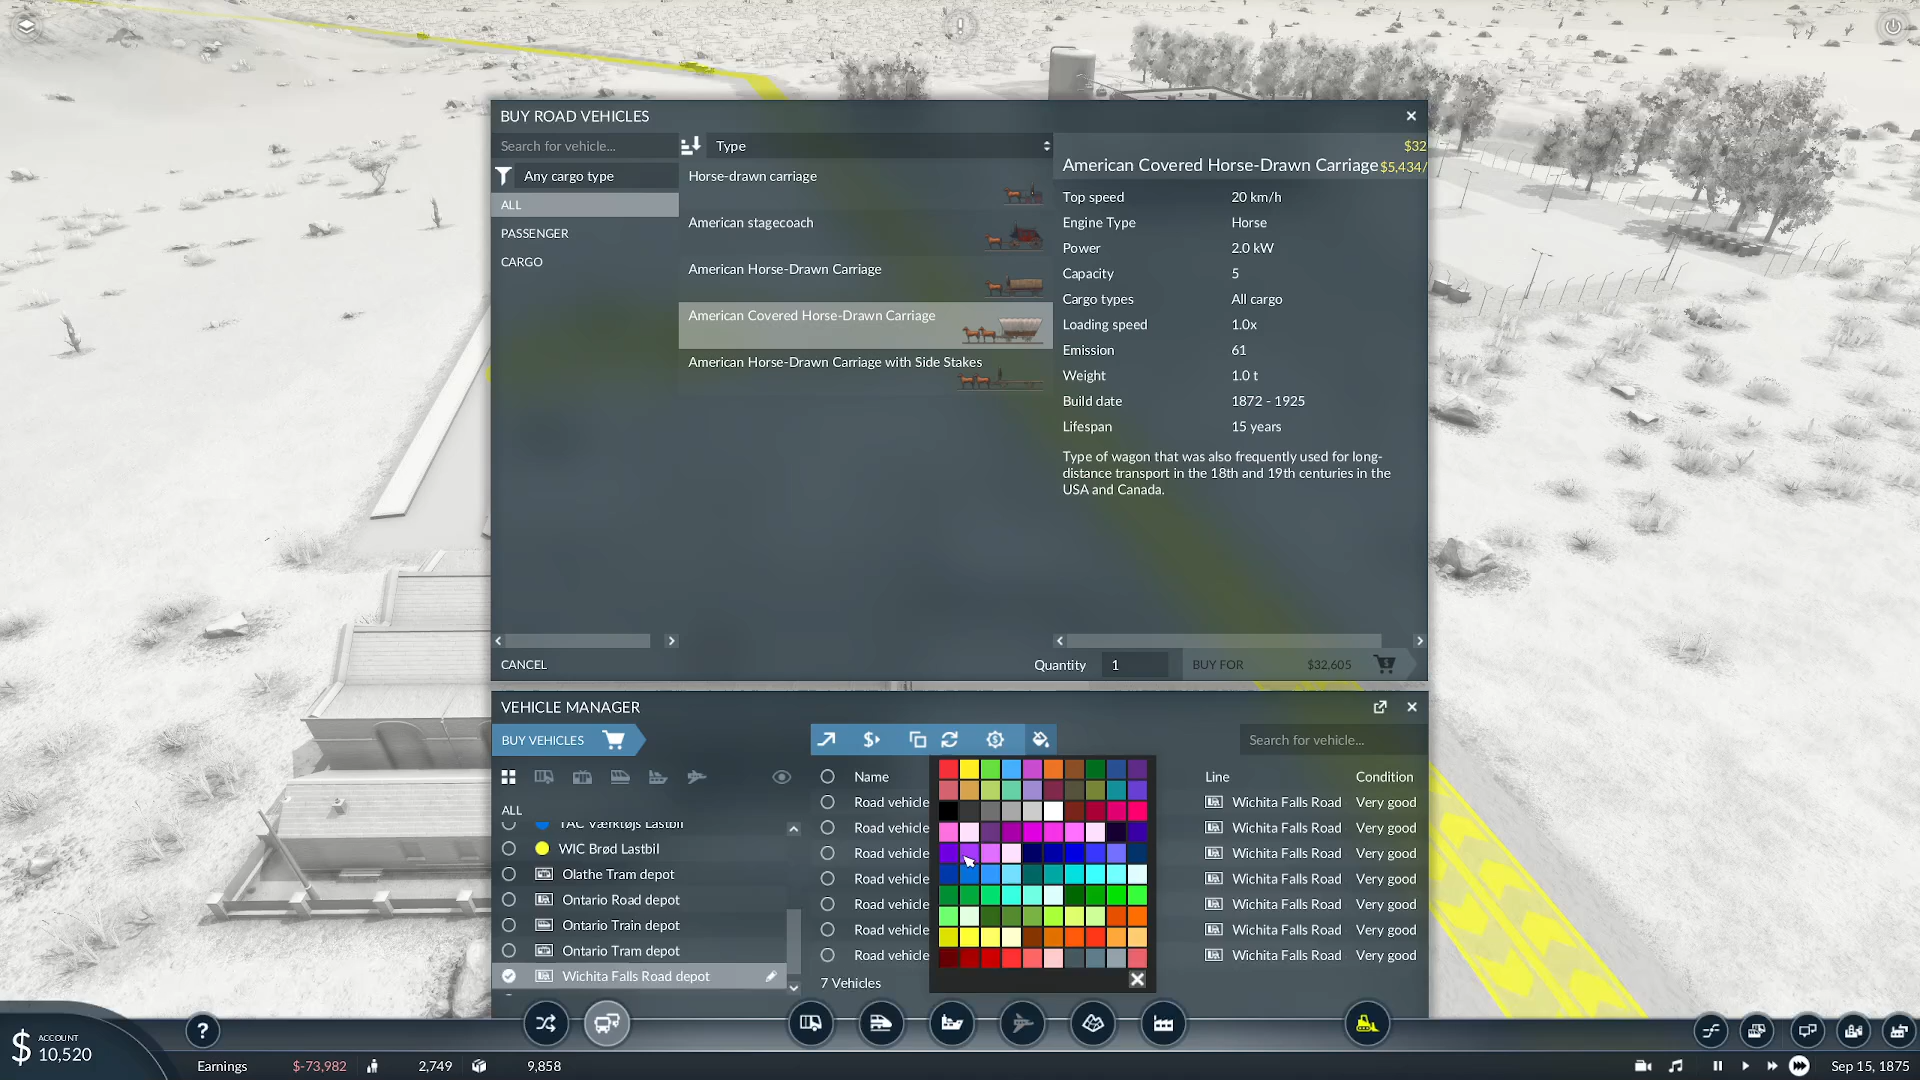 BUY ROAD VEHICLES
Search for vehicle...
Type
Any cargo type
ALL
PASSENGER
CARGO
Horse-drawn carriage
American stagecoach
American Horse-Drawn Carriage
American Covered Horse-Drawn Carriage
American Horse-Drawn Carriage with Side Stakes
$32
American Covered Horse-Drawn Carriage $5,434/
Top speed 20 km/h
Engine Type Horse
Power 2.0 kW
Capacity 5
Cargo types All cargo
Loading speed 1.0x
Emission 61
Weight 1.0 t
Build date 1872 - 1925
Lifespan 15 years
Type of wagon that was also frequently used for long-
distance transport in the 18th and 19th centuries in the
USA and Canada.
CANCEL
Quantity 1 BUY FOR $32,605
VEHICLE MANAGER
BUY VEHICLES
Search for vehicle...
ALL
TAC Værktøjs Lastbil
WIC Brød Lastbil
Olathe Tram depot
Ontario Road depot
Ontario Train depot
Ontario Tram depot
Wichita Falls Road depot
Name Line Condition
Road vehicle Wichita Falls Road Very good
Road vehicle Wichita Falls Road Very good
Road vehicle Wichita Falls Road Very good
Road vehicle Wichita Falls Road Very good
Road vehicle Wichita Falls Road Very good
Road vehicle Wichita Falls Road Very good
Road vehicle Wichita Falls Road Very good
7 Vehicles
$ ACCOUNT
10,520
?
Earnings $-73,982 2,749 9,858
Sep 15, 1875